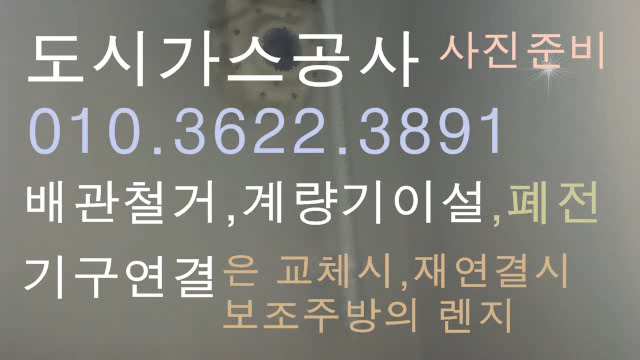 도시가스공사 사진준비
010.3622.3891
배관철거,계량기이설,폐전
기구연결은 교체시,재연결시
보조주방의 렌지